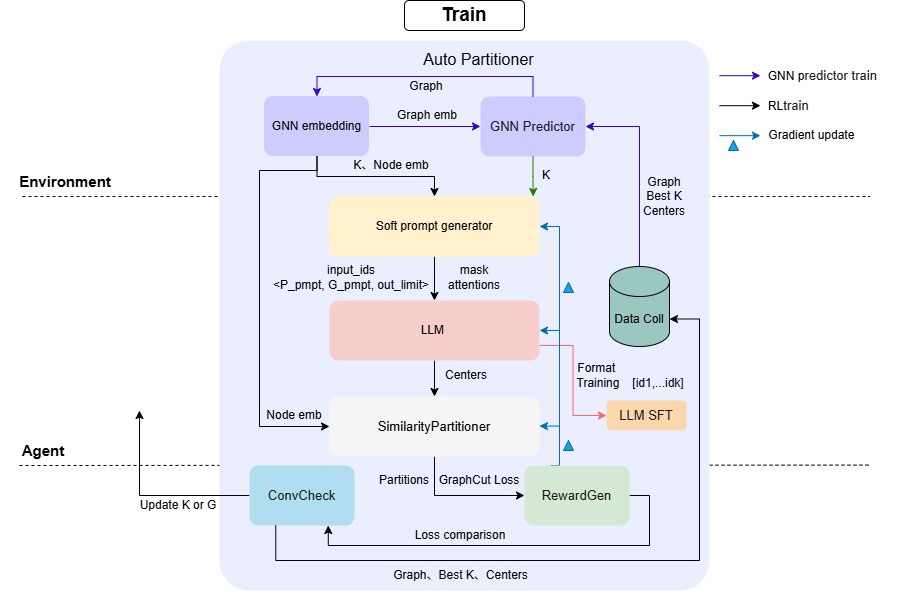 Train
Auto Partitioner
Graph
GNN embedding
Graph emb
GNN Predictor
GNN predictor train
RLtrain
Gradient update
K、Node emb
K
Environment
Graph
Best K
Centers
Soft prompt generator
input_ids
<P_pmpt, G_pmpt, out_limit>
mask
attentions
Data Coll
LLM
Format
Training
[id1,...idk]
Centers
LLM SFT
Node emb
SimilarityPartitioner
Agent
Partitions
GraphCut Loss
ConvCheck
RewardGen
Update K or G
Loss comparison
Graph、Best K、Centers